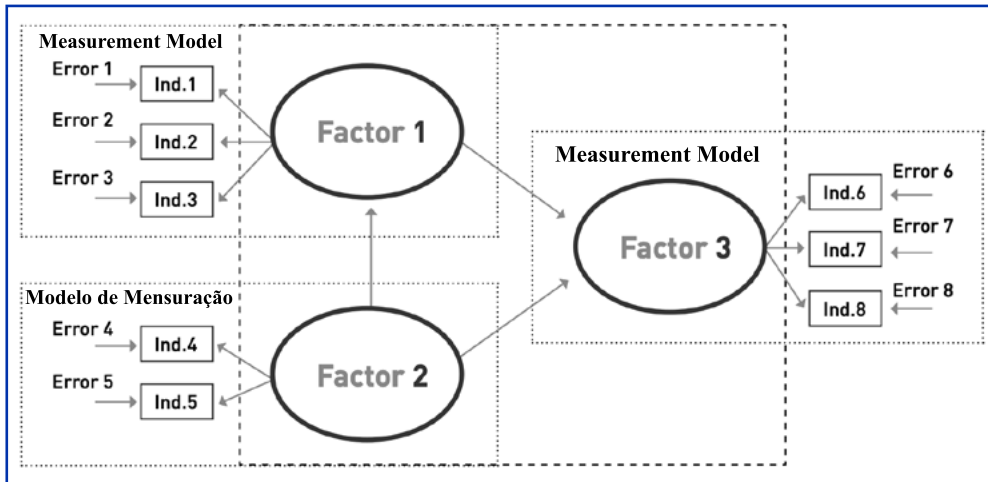 Measurement Model
Error 1
Ind.1
Error 2
Ind.2
Error 3
Ind.3
Factor 1
Measurement Model
Factor 3
Error 6
Ind.6
Error 7
Ind.7
Error 8
Ind.8
Modelo de Mensuração
Error 4
Ind.4
Error 5
Ind.5
Factor 2